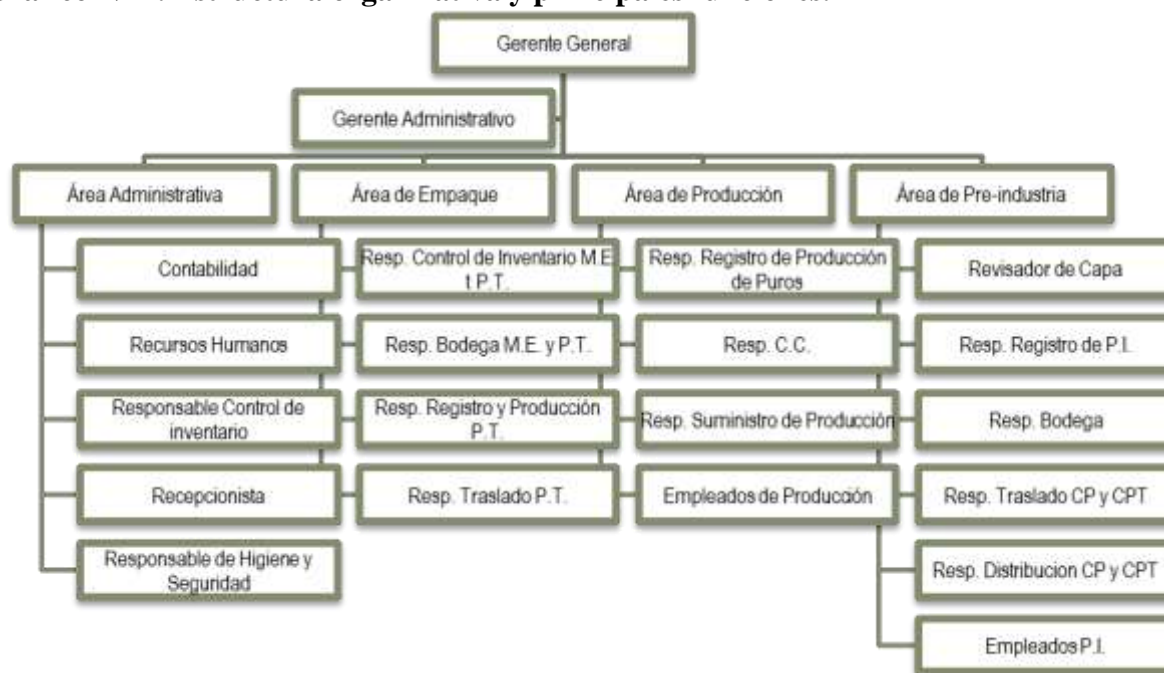 Gerente General
Gerente Administrativo
Área Administrativa
Área de Empaque
Área de Producción
Área de Pre-industria
Contabilidad
Resp. Control de Inventario M.E
t P.T.
Resp. Registro de Producción
de Puros
Revisador de Capa
Recursos Humanos
Resp. Bodega M.E. y P.T.
Resp. C.C.
Resp. Registro de P.I.
Responsable Control de
inventario
Resp. Registro y Producción
P.T.
Resp. Suministro de Producción
Resp. Bodega
Recepcionista
Resp. Traslado P.T.
Empleados de Producción
Resp. Traslado CP y CPT
Responsable de Higiene y
Seguridad
Resp. Distribucion CP y CPT
Empleados P.I.